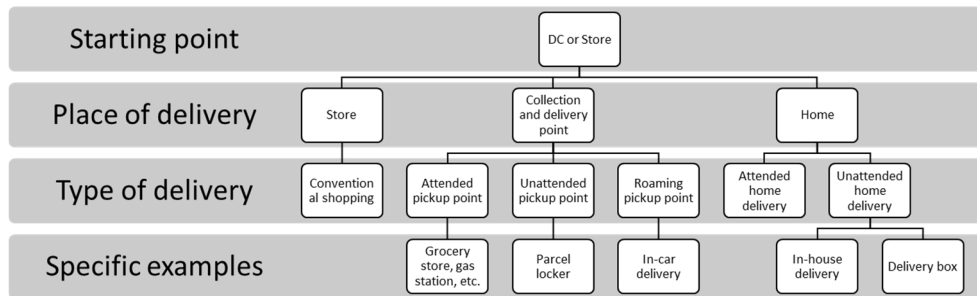 Starting point
DC or Store
Place of delivery
Store
Collection
and delivery
point
Home
Type of delivery
Convention
al shopping
Attended
pickup point
Unattended
pickup point
Roaming
pickup point
Attended
home
delivery
Unattended
home
delivery
Specific examples
Grocery
store, gas
station, etc.
Parcel
locker
In-car
delivery
In-house
delivery
Delivery box